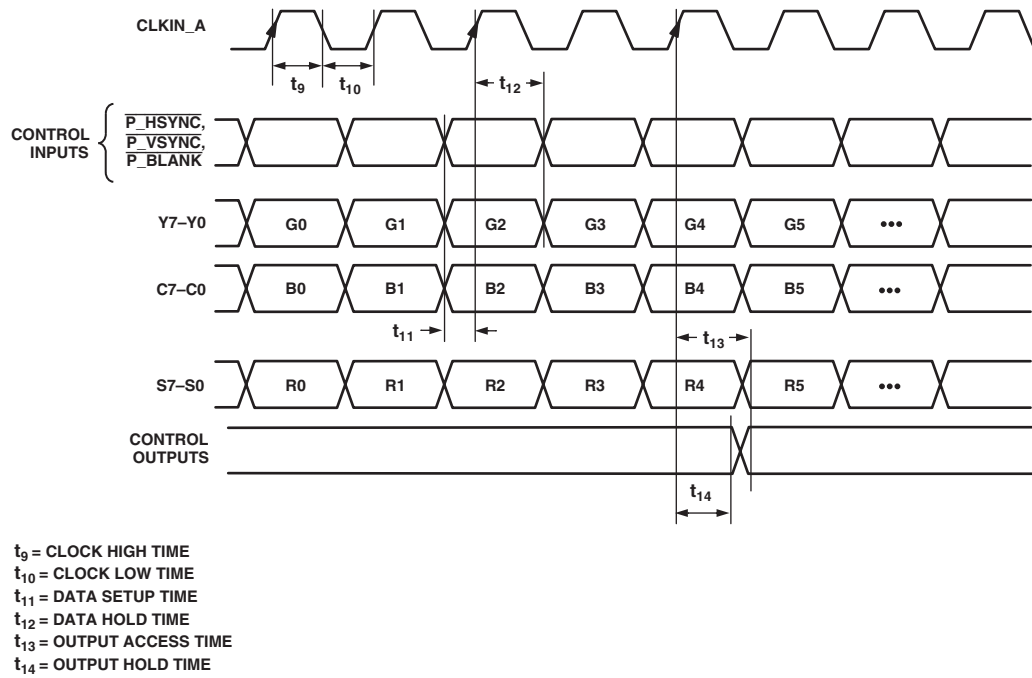 CLKIN_A
t9
t10
t12
CONTROL
INPUTS
P_HSYNC,
P_VSYNC,
P_BLANK
Y7–Y0
G0 G1 G2 G3 G4 G5 •••
C7–C0
B0 B1 B2 B3 B4 B5 •••
t11
t13
S7–S0
R0 R1 R2 R3 R4 R5 •••
CONTROL
OUTPUTS
t14
t9 = CLOCK HIGH TIME
t10 = CLOCK LOW TIME
t11 = DATA SETUP TIME
t12 = DATA HOLD TIME
t13 = OUTPUT ACCESS TIME
t14 = OUTPUT HOLD TIME